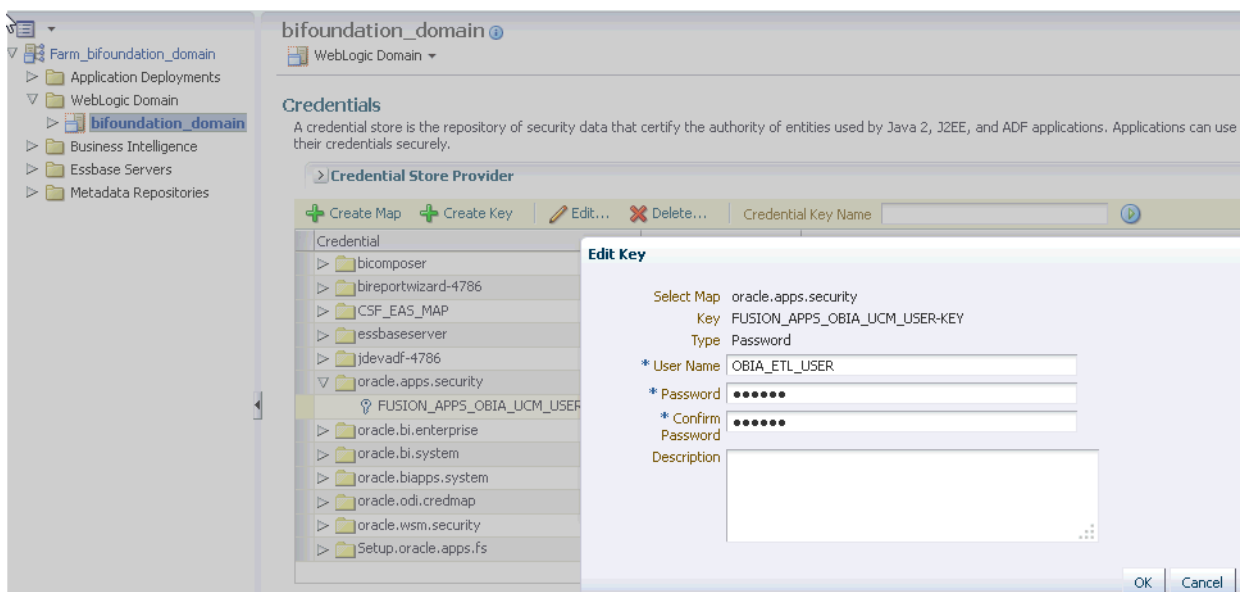 Farm_bifoundation_domain
Application Deployments
WebLogic Domain
bifoundation_domain
Business Intelligence
Essbase Servers
Metadata Repositories
bifoundation_domain
WebLogic Domain
Credentials
A credential store is the repository of security data that certify the authority of entities used by Java 2, J2EE, and ADF applications. Applications can use
their credentials securely.
Credential Store Provider
Create Map Create Key Edit... Delete... Credential Key Name
Credential
bicomposer
bireportwizard-4786
CSF_EAS_MAP
essbaseserver
jdevadf-4786
oracle.apps.security
FUSION_APPS_OBIA_UCM_USER
oracle.bi.enterprise
oracle.bi.system
oracle.biapps.system
oracle.odi.credmap
oracle.wsm.security
Setup.oracle.apps.fs
Edit Key
Select Map oracle.apps.security
Key FUSION_APPS_OBIA_UCM_USER-KEY
Type Password
* User Name OBIA_ETL_USER
* Password ●●●●●●
* Confirm
Password ●●●●●●
Description
OK Cancel